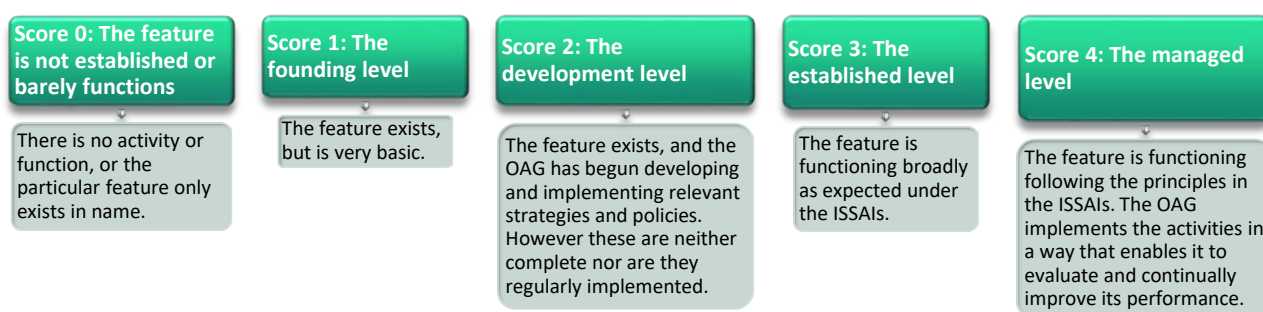 Score 0: The feature
is not established or
barely functions
There is no activity or
function, or the
particular feature only
exists in name.
Score 1: The
founding level
The feature exists,
but is very basic.
Score 2: The
development level
The feature exists, and the
OAG has begun developing
and implementing relevant
strategies and policies.
However these are neither
complete nor are they
regularly implemented.
Score 3: The
established level
The feature is
functioning broadly
as expected under
the ISSAIs.
Score 4: The managed
level
The feature is functioning
following the principles in
the ISSAIs. The OAG
implements the activities in
a way that enables it to
evaluate and continually
improve its performance.